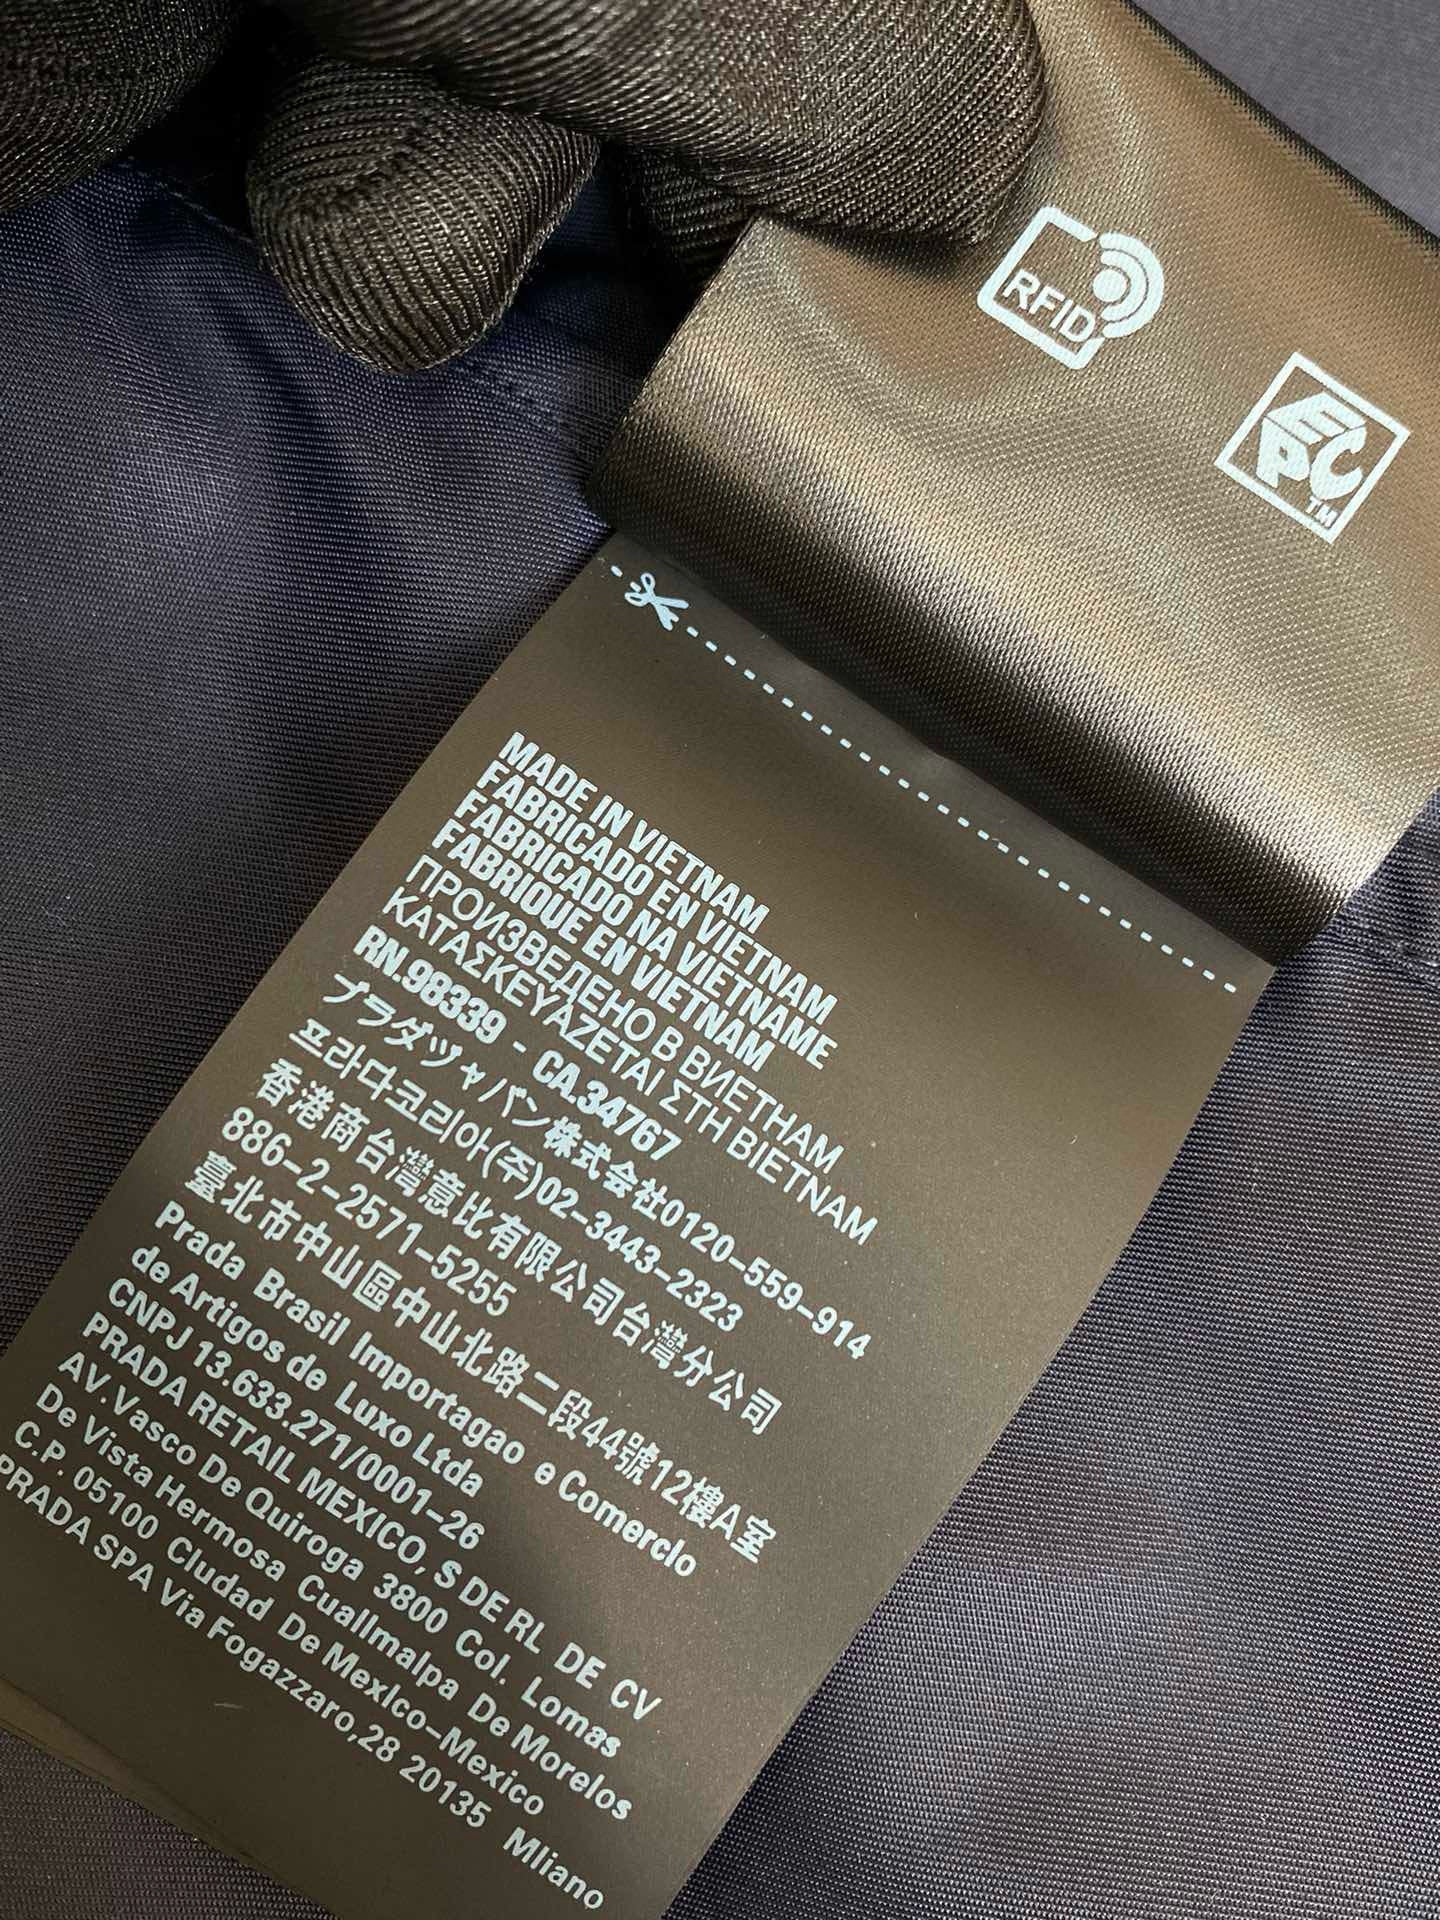 RFID
EPC™
MADE IN VIETNAM
FABRICADO EN VIETNAM
FABRICADO NA VIETNAME
FABRIQUE EN VIETNAM
ПРОИЗВЕДЕНО В ВИЕТНАМ
ΚΑΤΑΣΚΕΥΑΖΕΤΑΙ ΣΤΗ ΒΙΕΤΝΑΜ
RN.98339 - CA.34767
プラダツャバン株式会社0120-559-914
프라다코리아(주)02-3443-2323
香港商台灣意比有限公司台灣分公司
886-2-2571-5255
臺北市中山區中山北路二段44號12樓A室
Prada Brasil Importagao e Comerclo
de Artigos de Luxo Ltda
CNPJ 13.633.271/0001-26
PRADA RETAIL MEXICO, S DE RL DE CV
AV.Vasco De Quiroga 3800 Col. Lomas
De Vista Hermosa Cuallmalpa De Morelos
C.P. 05100 Cludad De Mexlco-Mexico
PRADA SPA Via Fogazzaro,28 20135 Mliano